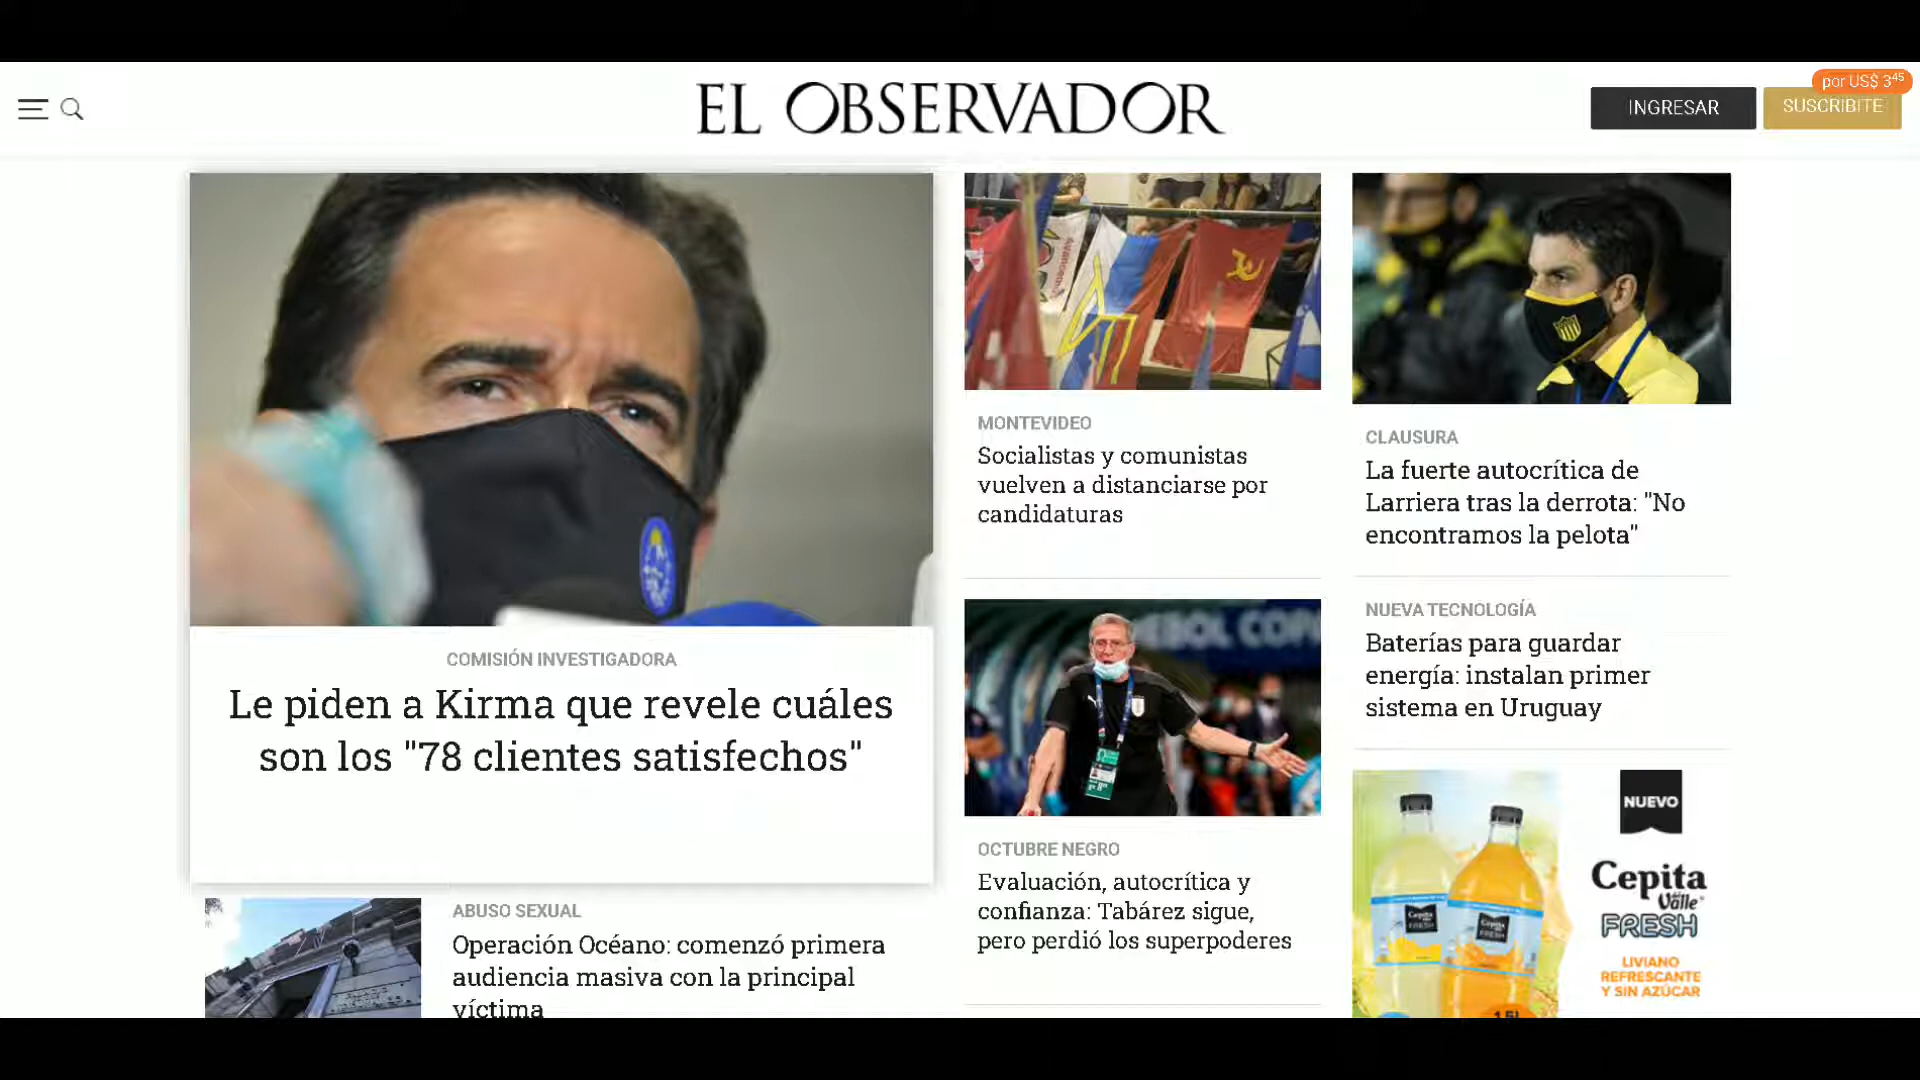 EL OBSERVADOR
INGRESAR
por US$ 3⁴⁵
SUSCRIBITE
COMISIÓN INVESTIGADORA
Le piden a Kirma que revele cuáles
son los "78 clientes satisfechos"
ABUSO SEXUAL
Operación Océano: comenzó primera
audiencia masiva con la principal
víctima
MONTEVIDEO
Socialistas y comunistas
vuelven a distanciarse por
candidaturas
OCTUBRE NEGRO
Evaluación, autocrítica y
confianza: Tabárez sigue,
pero perdió los superpoderes
CLAUSURA
La fuerte autocrítica de
Larriera tras la derrota: "No
encontramos la pelota"
NUEVA TECNOLOGÍA
Baterías para guardar
energía: instalan primer
sistema en Uruguay
NUEVO
Cepita
del Valle
FRESH
LIVIANO
REFRESCANTE
Y SIN AZÚCAR